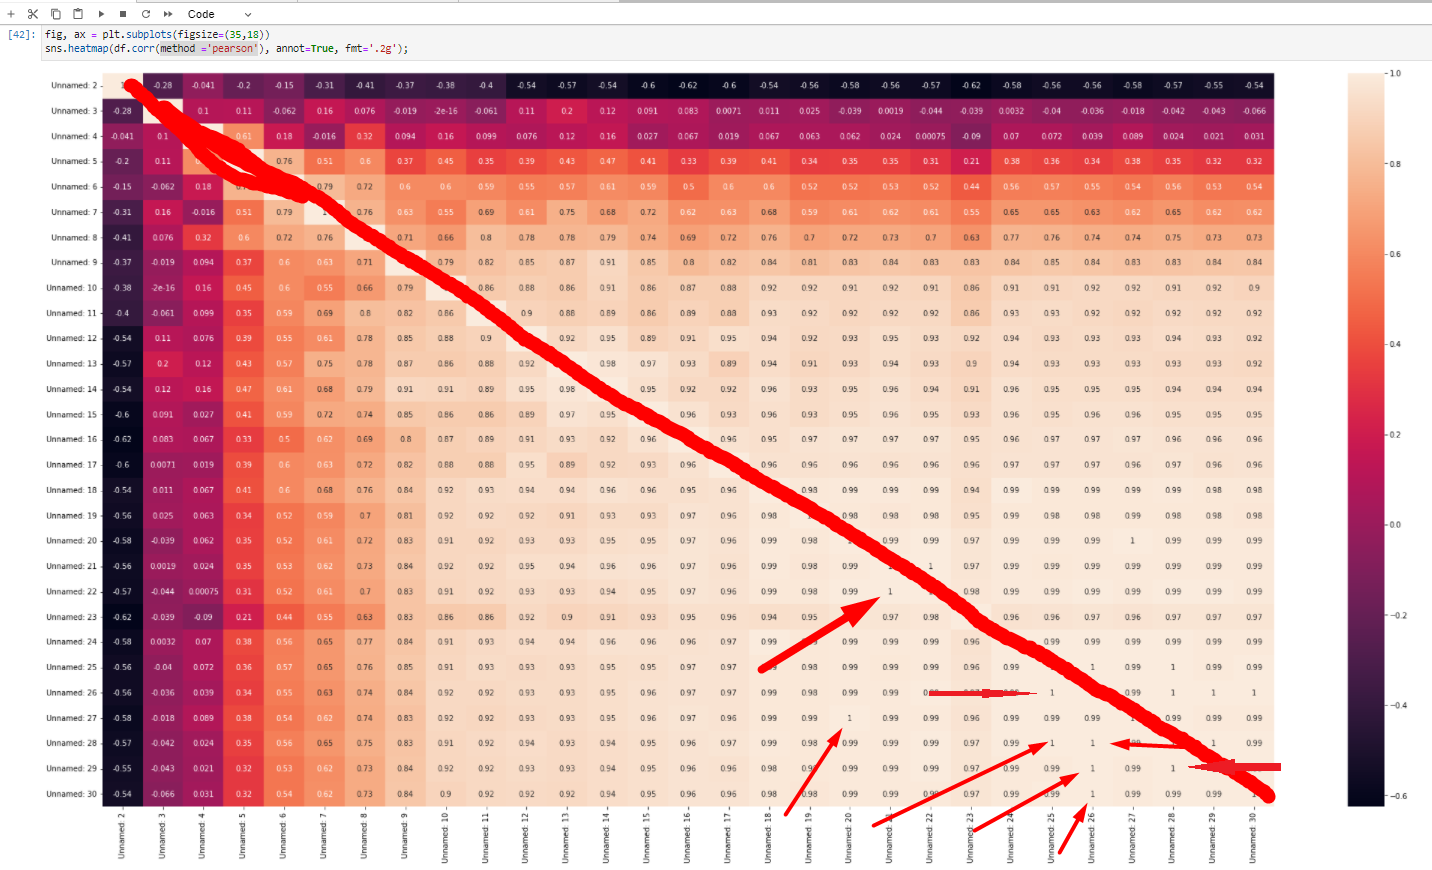 Code
[42]: fig, ax = plt.subplots(figsize=(35,18))
sns.heatmap(df.corr(method ='pearson'), annot=True, fmt='.2g');
Unnamed: 2 -0.28 -0.041 -0.2 -0.15 -0.31 -0.41 -0.37 -0.38 -0.4 -0.54 -0.57 -0.54 -0.6 -0.62 -0.6 -0.54 -0.56 -0.58 -0.56 -0.57 -0.62 -0.58 -0.56 -0.56 -0.58 -0.57 -0.55 -0.54
Unnamed: 3 -0.28 0.1 0.11 -0.062 0.16 0.076 -0.019 -2e-16 -0.061 0.11 0.2 0.12 0.091 0.083 0.0071 0.011 0.025 -0.039 0.0019 -0.044 -0.039 0.0032 -0.04 -0.036 -0.018 -0.042 -0.043 -0.066
Unnamed: 4 -0.041 0.1 0.61 0.18 -0.016 0.32 0.094 0.16 0.099 0.076 0.12 0.16 0.027 0.067 0.019 0.067 0.063 0.062 0.024 0.00075 -0.09 0.07 0.072 0.039 0.089 0.024 0.021 0.031
Unnamed: 5 -0.2 0.11 0.76 0.51 0.6 0.37 0.45 0.35 0.39 0.43 0.47 0.41 0.33 0.39 0.41 0.34 0.35 0.35 0.31 0.21 0.38 0.36 0.34 0.38 0.35 0.32 0.32
Unnamed: 6 -0.15 -0.062 0.18 0.79 0.72 0.6 0.6 0.59 0.55 0.57 0.61 0.59 0.5 0.6 0.6 0.52 0.52 0.53 0.52 0.44 0.56 0.57 0.55 0.54 0.56 0.53 0.54
Unnamed: 7 -0.31 0.16 -0.016 0.51 0.79 0.76 0.63 0.55 0.69 0.61 0.75 0.68 0.72 0.62 0.63 0.68 0.59 0.61 0.62 0.61 0.55 0.65 0.65 0.63 0.62 0.65 0.62 0.62
Unnamed: 8 -0.41 0.076 0.32 0.6 0.72 0.76 0.71 0.66 0.8 0.78 0.78 0.79 0.74 0.69 0.72 0.76 0.7 0.72 0.73 0.7 0.63 0.77 0.76 0.74 0.74 0.75 0.73 0.73
Unnamed: 9 -0.37 -0.019 0.094 0.37 0.6 0.63 0.71 0.79 0.82 0.85 0.87 0.91 0.85 0.8 0.82 0.84 0.81 0.83 0.84 0.83 0.83 0.84 0.85 0.84 0.83 0.83 0.84 0.84
Unnamed: 10 -0.38 -2e-16 0.16 0.45 0.6 0.55 0.66 0.79 0.86 0.88 0.86 0.91 0.86 0.87 0.88 0.92 0.92 0.91 0.92 0.91 0.86 0.91 0.91 0.92 0.92 0.91 0.92 0.9
Unnamed: 11 -0.4 -0.061 0.099 0.35 0.59 0.69 0.8 0.82 0.86 0.9 0.88 0.89 0.86 0.89 0.88 0.93 0.92 0.92 0.92 0.92 0.86 0.93 0.93 0.92 0.92 0.92 0.92 0.92
Unnamed: 12 -0.54 0.11 0.076 0.39 0.55 0.61 0.78 0.85 0.88 0.9 0.92 0.95 0.89 0.91 0.95 0.94 0.92 0.93 0.95 0.93 0.92 0.94 0.93 0.93 0.93 0.94 0.93 0.92
Unnamed: 13 -0.57 0.2 0.12 0.43 0.57 0.75 0.78 0.87 0.86 0.88 0.92 0.98 0.97 0.93 0.89 0.94 0.91 0.93 0.94 0.93 0.9 0.94 0.93 0.93 0.93 0.93 0.93 0.92
Unnamed: 14 -0.54 0.12 0.16 0.47 0.61 0.68 0.79 0.91 0.91 0.89 0.95 0.98 0.95 0.92 0.92 0.96 0.93 0.95 0.96 0.94 0.91 0.96 0.95 0.95 0.95 0.94 0.94 0.94
Unnamed: 15 -0.6 0.091 0.027 0.41 0.59 0.72 0.74 0.85 0.86 0.86 0.89 0.97 0.95 0.96 0.93 0.96 0.93 0.95 0.96 0.95 0.93 0.96 0.95 0.96 0.95 0.96 0.95 0.95
Unnamed: 16 -0.62 0.083 0.067 0.33 0.5 0.62 0.69 0.8 0.87 0.89 0.91 0.93 0.92 0.96 0.96 0.95 0.97 0.97 0.97 0.97 0.95 0.96 0.97 0.97 0.97 0.96 0.96 0.97
Unnamed: 17 -0.6 0.0071 0.019 0.39 0.6 0.63 0.72 0.82 0.88 0.88 0.95 0.89 0.92 0.93 0.96 0.96 0.96 0.96 0.96 0.96 0.96 0.97 0.97 0.97 0.96 0.97 0.96 0.96
Unnamed: 18 -0.54 0.011 0.067 0.41 0.6 0.68 0.76 0.84 0.92 0.93 0.94 0.94 0.96 0.96 0.95 0.96 0.98 0.99 0.99 0.99 0.94 0.99 0.99 0.99 0.99 0.99 0.98 0.98
Unnamed: 19 -0.56 0.025 0.063 0.34 0.52 0.59 0.7 0.81 0.92 0.92 0.92 0.91 0.93 0.93 0.97 0.96 0.98 0.98 0.98 0.98 0.95 0.99 0.98 0.98 0.99 0.98 0.98 0.98
Unnamed: 20 -0.58 -0.039 0.062 0.35 0.52 0.61 0.72 0.83 0.91 0.92 0.93 0.93 0.95 0.95 0.97 0.96 0.99 0.98 0.99 0.99 0.97 0.99 0.99 0.99 1 0.99 0.99 0.99
Unnamed: 21 -0.56 0.0019 0.024 0.35 0.53 0.62 0.73 0.84 0.92 0.92 0.95 0.94 0.96 0.96 0.97 0.96 0.99 0.98 0.99 1 0.97 0.99 0.99 0.99 0.99 0.99 0.99 0.99
Unnamed: 22 -0.57 -0.044 0.00075 0.31 0.52 0.61 0.7 0.83 0.91 0.92 0.93 0.93 0.94 0.95 0.97 0.96 0.99 0.98 1 0.98 0.99 0.99 0.99 0.99 0.99 0.99 0.99
Unnamed: 23 -0.62 -0.039 -0.09 0.21 0.44 0.55 0.63 0.83 0.86 0.86 0.92 0.9 0.91 0.93 0.95 0.96 0.94 0.95 0.97 0.98 0.96 0.96 0.97 0.96 0.97 0.97 0.97
Unnamed: 24 -0.58 0.0032 0.07 0.38 0.56 0.65 0.77 0.84 0.91 0.93 0.94 0.94 0.96 0.96 0.96 0.97 0.99 0.99 0.99 0.99 0.99 0.96 0.99 0.99 0.99 0.99 0.99 0.99
Unnamed: 25 -0.56 -0.04 0.072 0.36 0.57 0.65 0.76 0.85 0.91 0.93 0.93 0.93 0.95 0.95 0.97 0.97 0.99 0.98 0.99 0.99 0.99 0.96 0.99 1 0.99 1 0.99 0.99
Unnamed: 26 -0.56 -0.036 0.039 0.34 0.55 0.63 0.74 0.84 0.92 0.92 0.93 0.93 0.95 0.96 0.97 0.97 0.99 0.98 0.99 0.99 1 0.99 1 1 1
Unnamed: 27 -0.58 -0.018 0.089 0.38 0.54 0.62 0.74 0.83 0.92 0.92 0.93 0.93 0.95 0.96 0.97 0.96 0.99 0.99 1 0.99 0.99 0.96 0.99 0.99 0.99 0.99 0.99 0.99
Unnamed: 28 -0.57 -0.042 0.024 0.35 0.56 0.65 0.75 0.83 0.91 0.92 0.94 0.93 0.94 0.95 0.96 0.97 0.99 0.98 0.99 0.99 0.99 0.97 0.99 1 1 0.99 1 0.99
Unnamed: 29 -0.55 -0.043 0.021 0.32 0.53 0.62 0.73 0.84 0.92 0.92 0.93 0.93 0.94 0.95 0.96 0.96 0.98 0.98 0.99 0.99 0.99 0.97 0.99 0.99 1 0.99 1
Unnamed: 30 -0.54 -0.066 0.031 0.32 0.54 0.62 0.73 0.84 0.9 0.92 0.92 0.92 0.94 0.95 0.97 0.96 0.98 0.98 0.99 0.99 0.99 0.97 0.99 0.99 1 0.99 0.99 0.99
Unnamed: 2
Unnamed: 3
Unnamed: 4
Unnamed: 5
Unnamed: 6
Unnamed: 7
Unnamed: 8
Unnamed: 9
Unnamed: 10
Unnamed: 11
Unnamed: 12
Unnamed: 13
Unnamed: 14
Unnamed: 15
Unnamed: 16
Unnamed: 17
Unnamed: 18
Unnamed: 19
Unnamed: 20
Unnamed: 22
Unnamed: 23
Unnamed: 24
Unnamed: 25
Unnamed: 26
Unnamed: 27
Unnamed: 28
Unnamed: 29
Unnamed: 30
1.0
0.8
0.6
0.4
0.2
0.0
-0.2
-0.4
-0.6